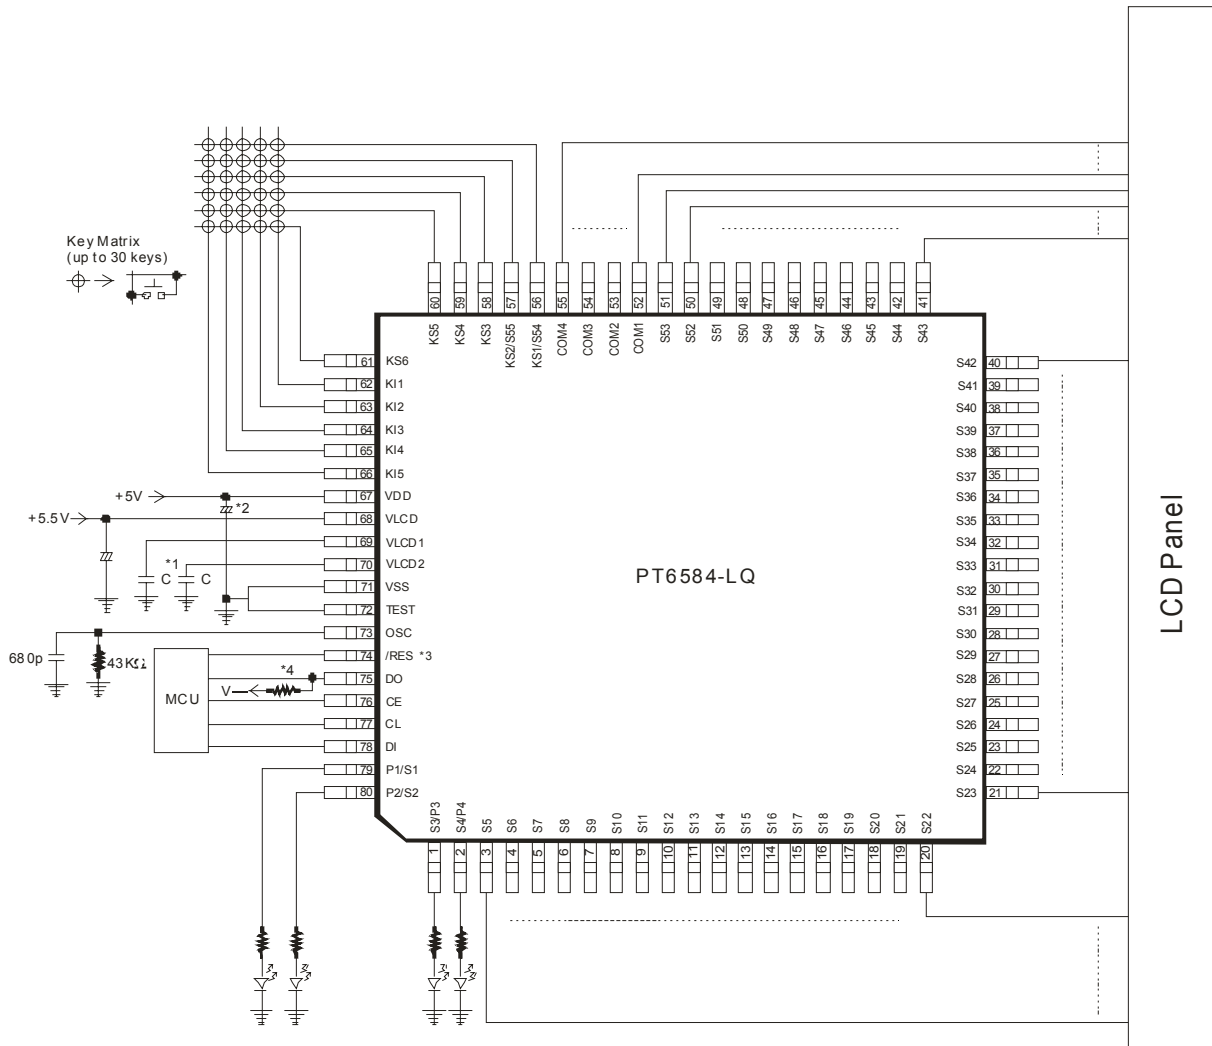 Key Matrix
(up to 30 keys)
60 59 58 57 56 55 54 53 52 51 50 49 48 47 46 45 44 43 42 41
KS5 KS4 KS3 KS2/S55 KS1/S54 COM4 COM3 COM2 COM1 S53 S52 S51 S50 S49 S48 S47 S46 S45 S44 S43
61 KS6
62 KI1
63 KI2
64 KI3
65 KI4
66 KI5
+5V
67 VDD
*2
+5.5V
68 VLCD
69 VLCD1
*1
C
C
70 VLCD2
71 VSS
72 TEST
73 OSC
680p
43KΩ
74 /RES *3
*4
V
75 DO
MCU
76 CE
77 CL
78 DI
79 P1/S1
80 P2/S2
PT6584-LQ
S42 40
S41 39
S40 38
S39 37
S38 36
S37 35
S36 34
S35 33
S34 32
S33 31
S32 30
S31 29
S30 28
S29 27
S28 26
S27 25
S26 24
S25 23
S24 22
S23 21
LCD Panel
S3/P3 S4/P4 S5 S6 S7 S8 S9 S10 S11 S12 S13 S14 S15 S16 S17 S18 S19 S20 S21 S22
1 2 3 4 5 6 7 8 9 10 11 12 13 14 15 16 17 18 19 20